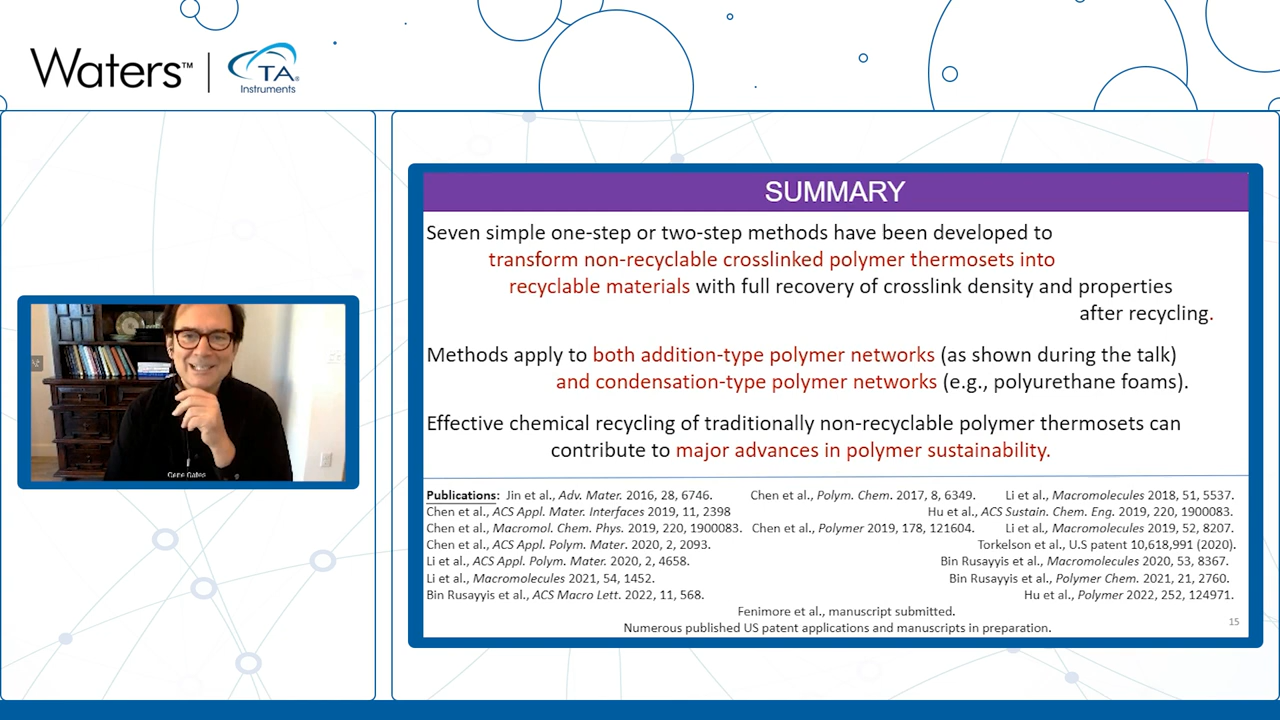 Waters™
TA®
Instruments
Gene Gates
SUMMARY
Seven simple one-step or two-step methods have been developed to
transform non-recyclable crosslinked polymer thermosets into
recyclable materials with full recovery of crosslink density and properties
after recycling.
Methods apply to both addition-type polymer networks (as shown during the talk)
and condensation-type polymer networks (e.g., polyurethane foams).
Effective chemical recycling of traditionally non-recyclable polymer thermosets can
contribute to major advances in polymer sustainability.
Publications: Jin et al., Adv. Mater. 2016, 28, 6746. Chen et al., Polym. Chem. 2017, 8, 6349. Li et al., Macromolecules 2018, 51, 5537.
Chen et al., ACS Appl. Mater. Interfaces 2019, 11, 2398 Hu et al., ACS Sustain. Chem. Eng. 2019, 220, 1900083.
Chen et al., Macromol. Chem. Phys. 2019, 220, 1900083. Chen et al., Polymer 2019, 178, 121604. Li et al., Macromolecules 2019, 52, 8207.
Chen et al., ACS Appl. Polym. Mater. 2020, 2, 2093. Torkelson et al., U.S patent 10,618,991 (2020).
Li et al., ACS Appl. Polym. Mater. 2020, 2, 4658. Bin Rusayyis et al., Macromolecules 2020, 53, 8367.
Li et al., Macromolecules 2021, 54, 1452. Bin Rusayyis et al., Polymer Chem. 2021, 21, 2760.
Bin Rusayyis et al., ACS Macro Lett. 2022, 11, 568. Hu et al., Polymer 2022, 252, 124971.
Fenimore et al., manuscript submitted.
15
Numerous published US patent applications and manuscripts in preparation.